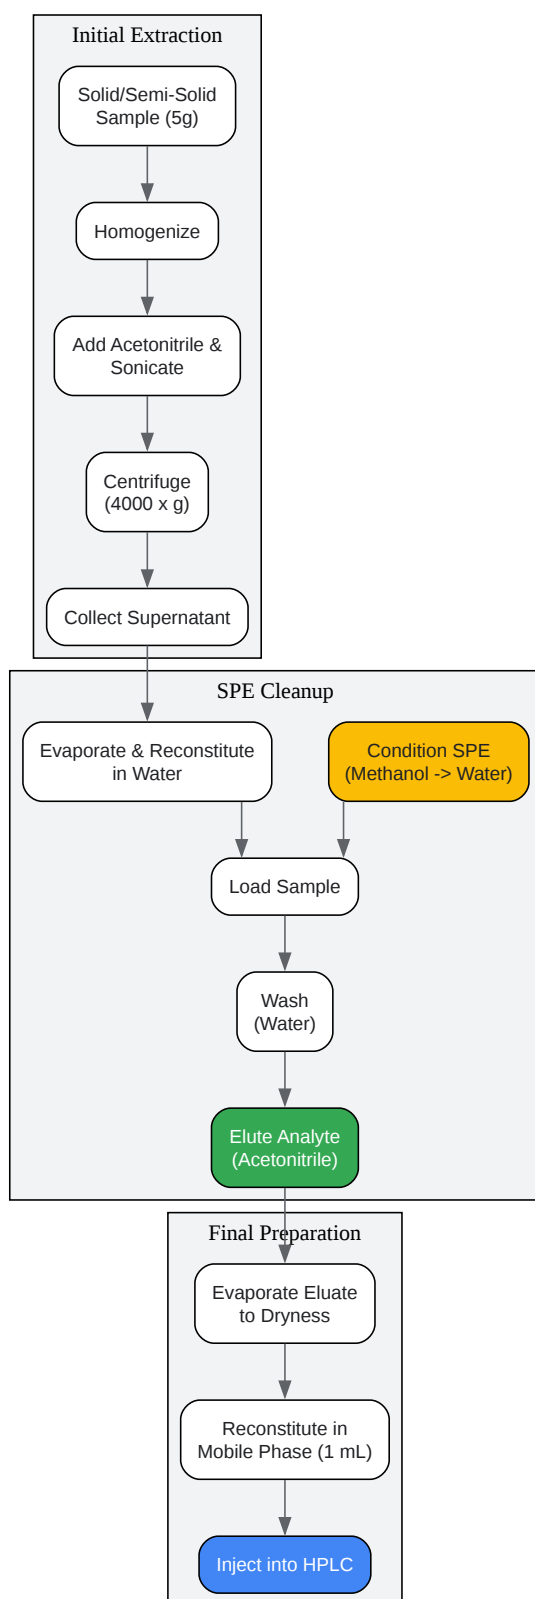 Initial Extraction
Solid/Semi-Solid
Sample (5g)
Homogenize
Add Acetonitrile &
Sonicate
Centrifuge
(4000 x g)
Collect Supernatant
SPE Cleanup
Evaporate & Reconstitute
in Water
Condition SPE
(Methanol -> Water)
Load Sample
Wash
(Water)
Elute Analyte
(Acetonitrile)
Final Preparation
Evaporate Eluate
to Dryness
Reconstitute in
Mobile Phase (1 mL)
Inject into HPLC